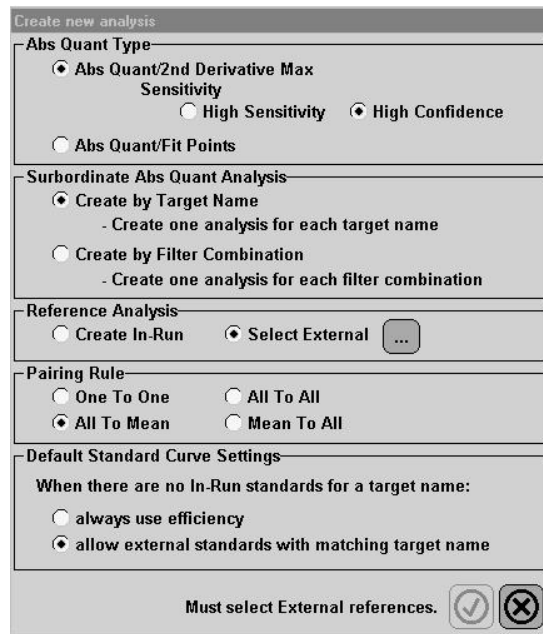 Create new analysis
Abs Quant Type
Abs Quant/2nd Derivative Max
Sensitivity
High Sensitivity High Confidence
Abs Quant/Fit Points
Surbordinate Abs Quant Analysis
Create by Target Name
- Create one analysis for each target name
Create by Filter Combination
- Create one analysis for each filter combination
Reference Analysis
Create In-Run Select External ...
Pairing Rule
One To One All To All
All To Mean Mean To All
Default Standard Curve Settings
When there are no In-Run standards for a target name:
always use efficiency
allow external standards with matching target name
Must select External references.